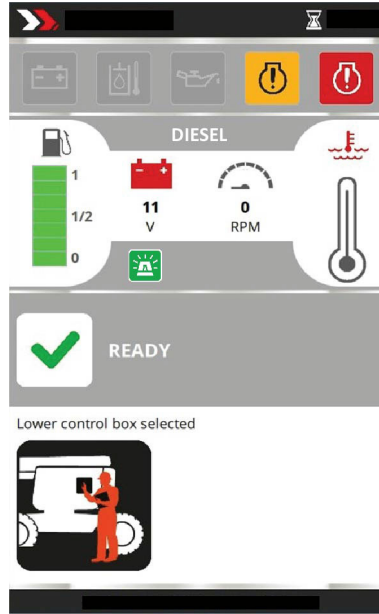 DIESEL
1
1/2
0
11
V
0
RPM
READY
Lower control box selected